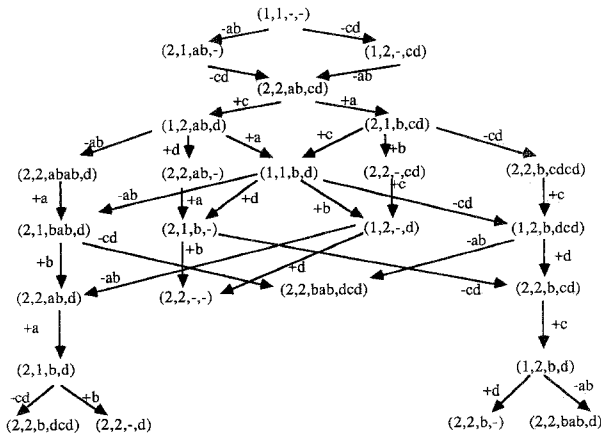 (1,1,-,-)
-ab -cd
(2,1,ab,-) (1,2,-,cd)
-cd -ab
(2,2,ab,cd)
+c +a
(1,2,ab,d) (2,1,b,cd)
-ab +d +a +c +b -cd
(2,2,abab,d) (2,2,ab,-) (1,1,b,d) (2,2,-,cd) (2,2,b,cdcd)
+a -ab +a +d +b +c -cd +c
(2,1,bab,d) (2,1,b,-) (1,2,-,d) (1,2,b,dcd)
+b -cd -ab +b +d -ab -cd +d
(2,2,ab,d) (2,2,-,-) (2,2,bab,dcd) (2,2,b,cd)
+a +c
(2,1,b,d) (1,2,b,d)
-cd +b +d -ab
(2,2,b,dcd) (2,2,-,d) (2,2,b,-) (2,2,bab,d)